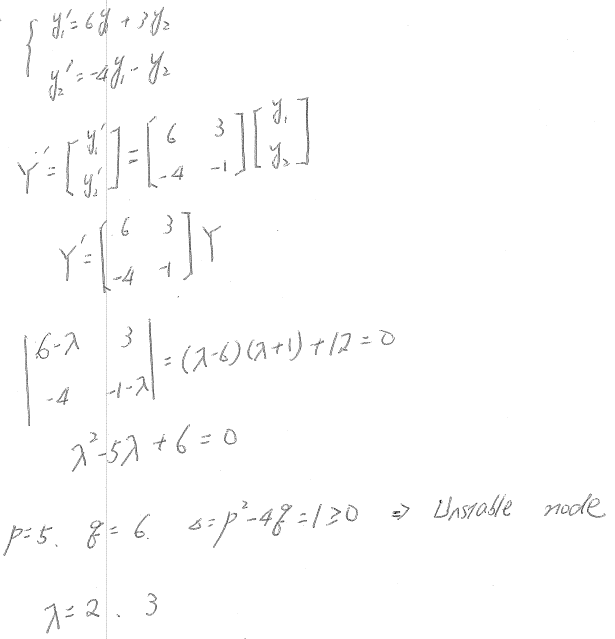 { y₁' = 6y₁ + 3y₂
y₂' = -4y₁ - y₂
Y' = [y₁' ; y₂'] = [6 3 ; -4 -1] [y₁ ; y₂]
Y' = [6 3 ; -4 -1] Y
|6-λ 3 ; -4 -1-λ| = (λ-6)(λ+1) + 12 = 0
λ² - 5λ + 6 = 0
p = 5. q = 6. Δ = p² - 4q = 1 ≥ 0 ⇒ Unstable node
λ = 2 . 3